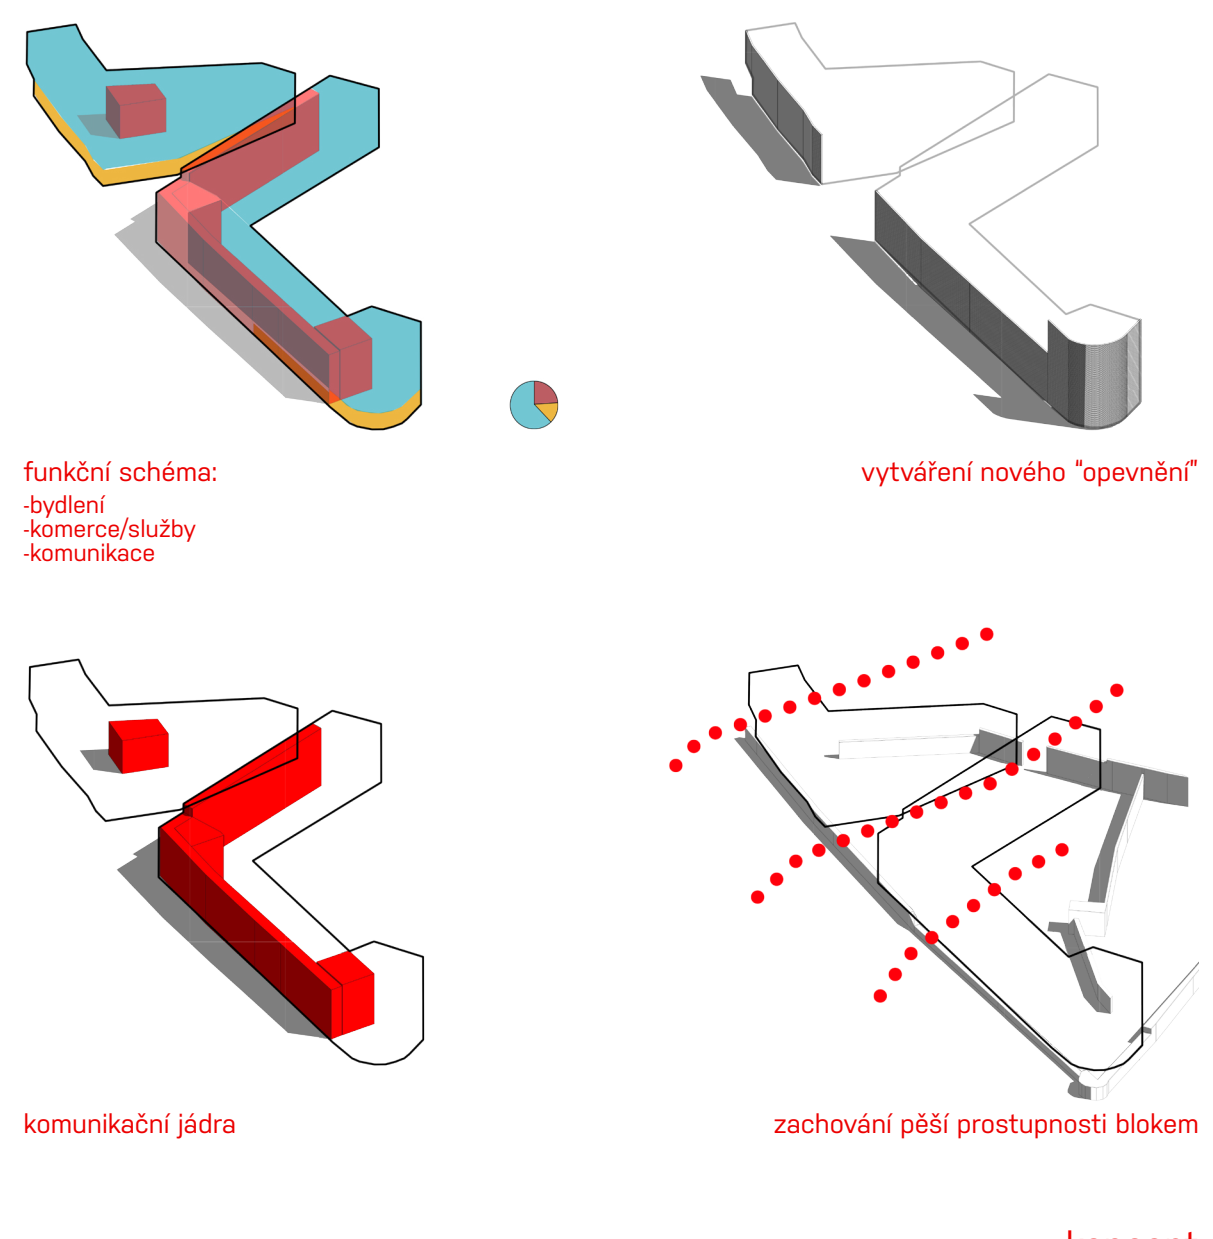 funkční schéma:
-bydlení
-komerce/služby
-komunikace
vytváření nového "opevnění"
komunikační jádra
zachování pěší prostupnosti blokem